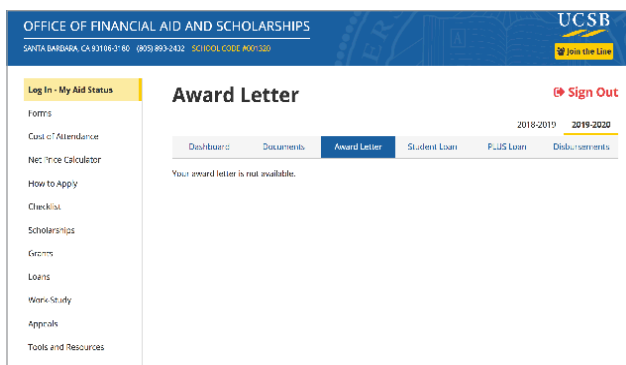 OFFICE OF FINANCIAL AID AND SCHOLARSHIPS
SANTA BARBARA, CA 93106-3160 (805) 893-2432 SCHOOL CODE #001320
UCSB
Join the Line
Log In - My Aid Status
Forms
Cost of Attendance
Net Price Calculator
How to Apply
Checklist
Scholarships
Grants
Loans
Work-Study
Appeals
Tools and Resources
Award Letter
Sign Out
2018-2019 2019-2020
Dashboard Documents Award Letter Student Loan PLUS Loan Disbursements
Your award letter is not available.